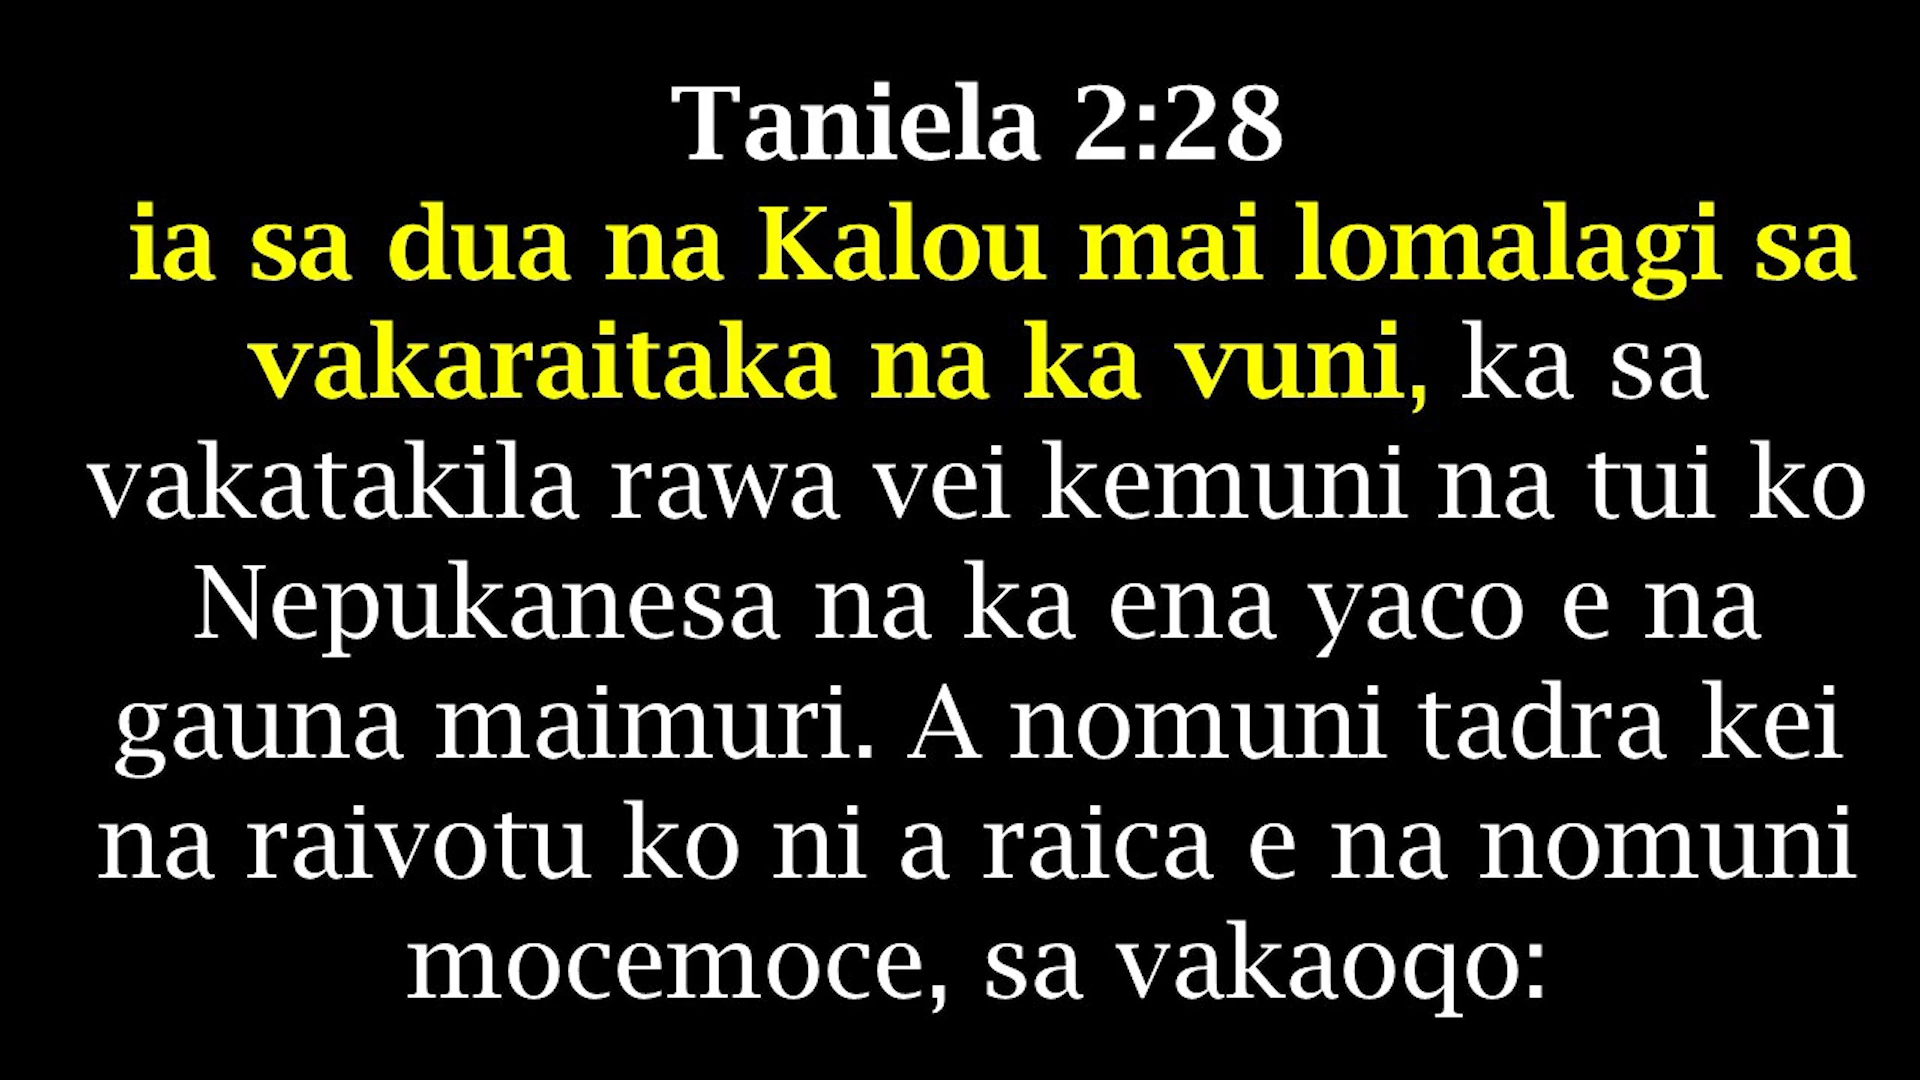 Taniela 2:28
ia sa dua na Kalou mai lomalagi sa
vakaraitaka na ka vuni, ka sa
vakatakila rawa vei kemuni na tui ko
Nepukanesa na ka ena yaco e na
gauna maimuri. A nomuni tadra kei
na raivotu ko ni a raica e na nomuni
mocemoce, sa vakaoqo: